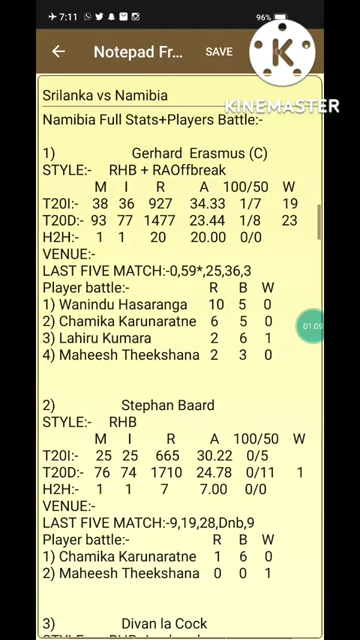 7:11
96%
Notepad Fr...
SAVE
K
KINEMASTER
Srilanka vs Namibia
Namibia Full Stats+Players Battle:-
1) Gerhard Erasmus (C)
STYLE:- RHB + RAOffbreak
M I R A 100/50 W
T20I:- 38 36 927 34.33 1/7 19
T20D:- 93 77 1477 23.44 1/8 23
H2H:- 1 1 20 20.00 0/0
VENUE:-
LAST FIVE MATCH:-0,59*,25,36,3
Player battle:- R B W
1) Wanindu Hasaranga 10 5 0
2) Chamika Karunaratne 6 5 0
3) Lahiru Kumara 2 6 1
4) Maheesh Theekshana 2 3 0
01:09
2) Stephan Baard
STYLE:- RHB
M I R A 100/50 W
T20I:- 25 25 665 30.22 0/5
T20D:- 76 74 1710 24.78 0/11 1
H2H:- 1 1 7 7.00 0/0
VENUE:-
LAST FIVE MATCH:-9,19,28,Dnb,9
Player battle:- R B W
1) Chamika Karunaratne 1 6 0
2) Maheesh Theekshana 0 0 1
3) Divan la Cock